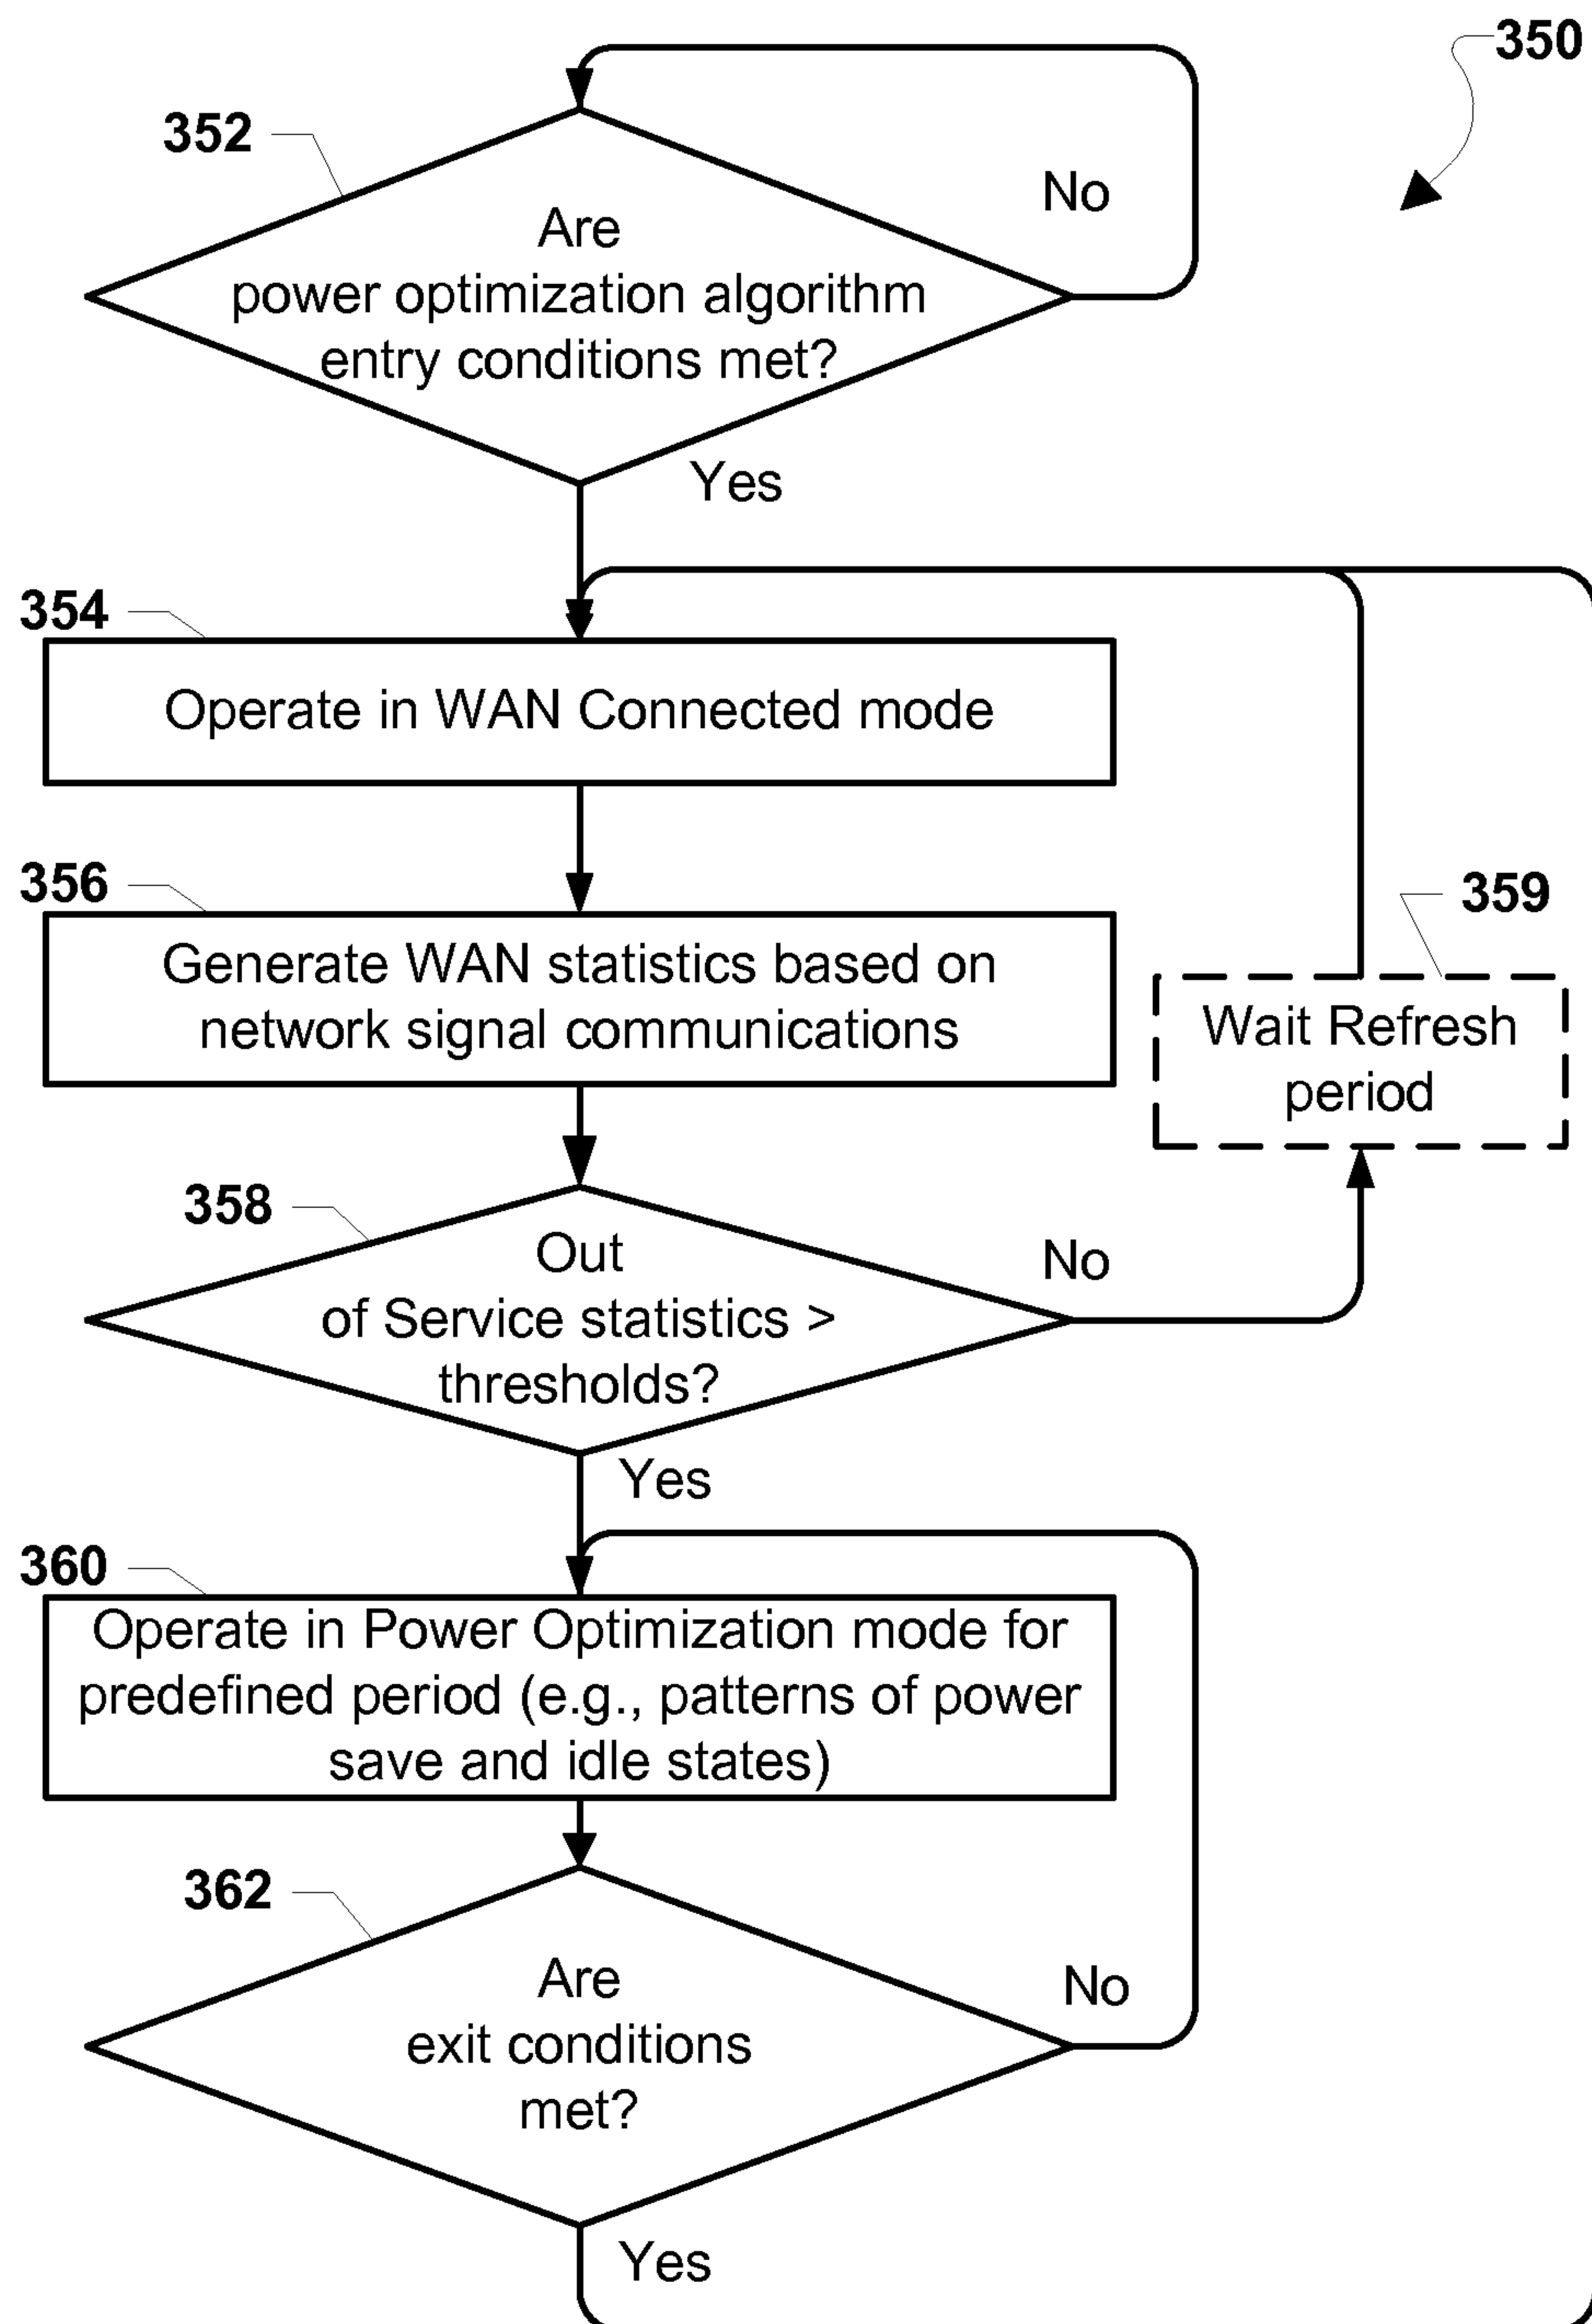 350
352
No
Are
power optimization algorithm
entry conditions met?
Yes
354
Operate in WAN Connected mode
356
Generate WAN statistics based on
network signal communications
359
Wait Refresh
period
358
Out
of Service statistics >
thresholds?
No
Yes
360
Operate in Power Optimization mode for
predefined period (e.g., patterns of power
save and idle states)
362
Are
exit conditions
met?
No
Yes